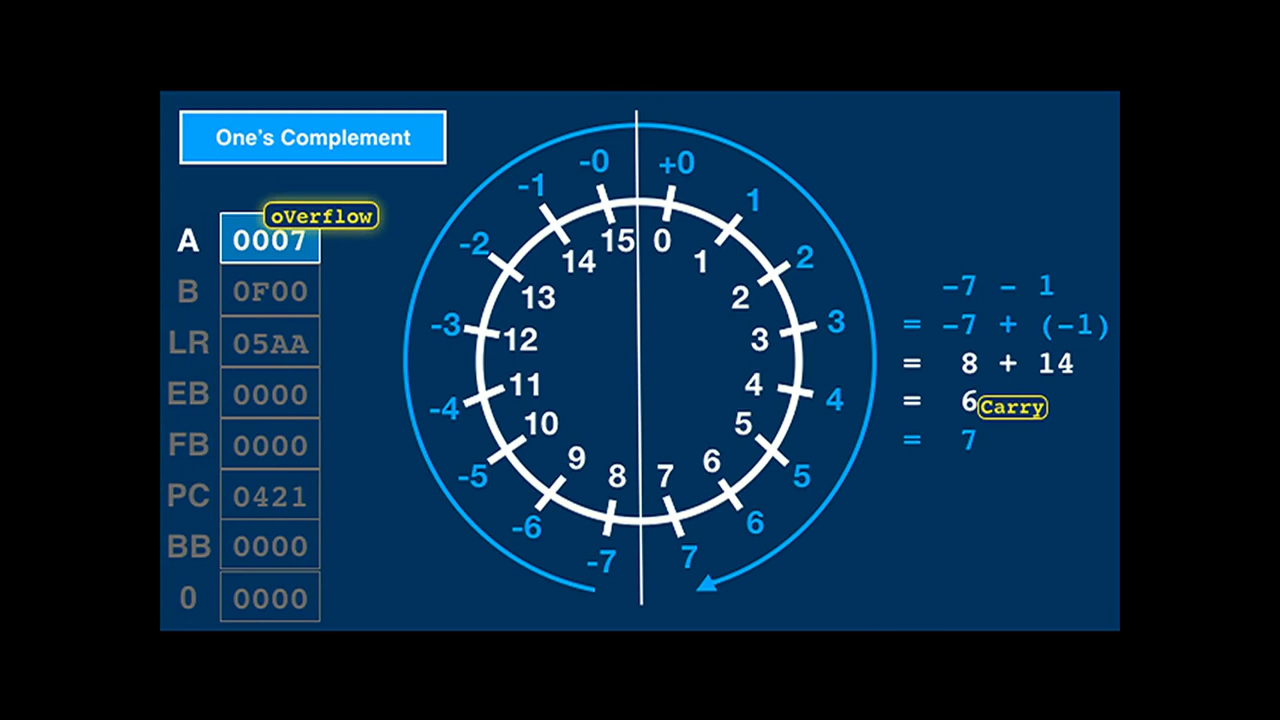 One's Complement
oVerflow
A 0007
B 0F00
LR 05AA
EB 0000
FB 0000
PC 0421
BB 0000
0 0000
-0 +0
-1 1
-2 2
-3 3
-4 4
-5 5
-6 6
-7 7
15 0
14 1
13 2
12 3
11 4
10 5
9 6
8 7
-7 - 1
= -7 + (-1)
= 8 + 14
= 6 Carry
= 7